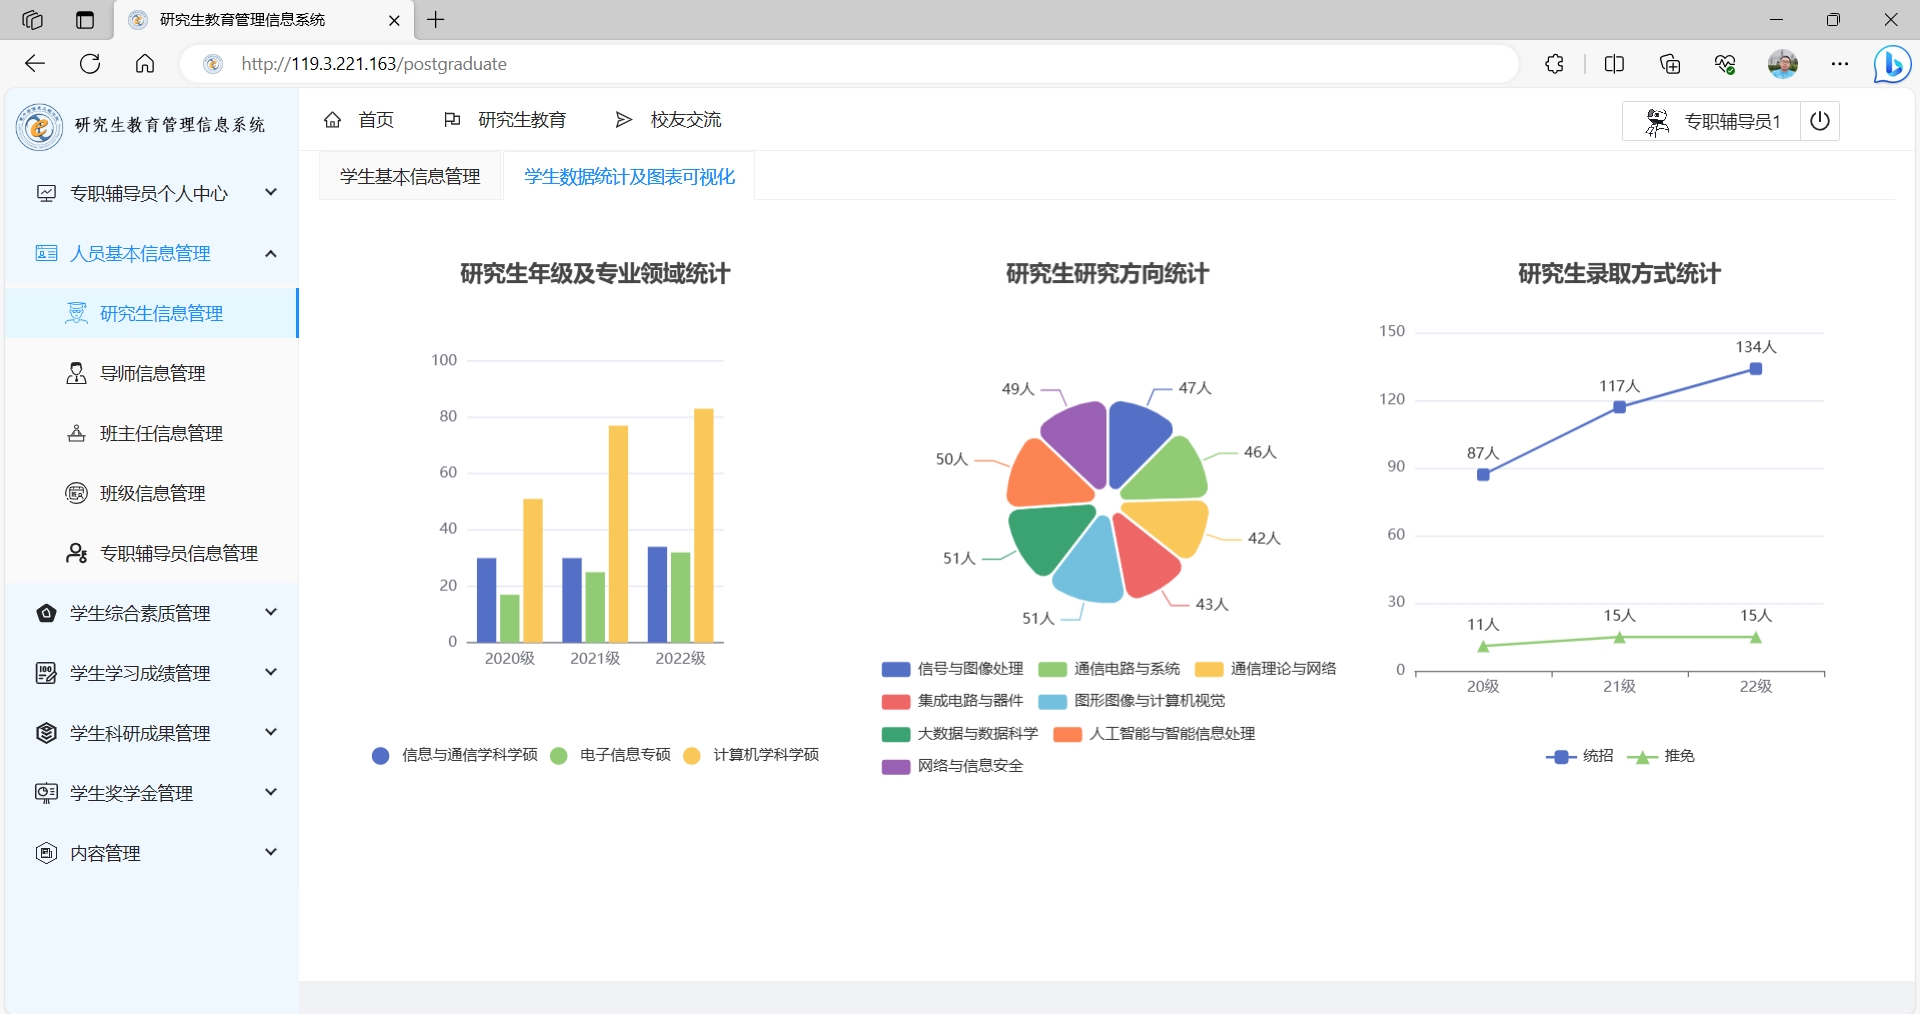 研究生教育管理信息系统
http://119.3.221.163/postgraduate
研究生教育管理信息系统
首页 研究生教育 校友交流
专职辅导员1
专职辅导员个人中心
人员基本信息管理
研究生信息管理
导师信息管理
班主任信息管理
班级信息管理
专职辅导员信息管理
学生综合素质管理
学生学习成绩管理
学生科研成果管理
学生奖学金管理
内容管理
学生基本信息管理 学生数据统计及图表可视化
研究生年级及专业领域统计
100
80
60
40
20
0
2020级 2021级 2022级
信息与通信学科学硕 电子信息专硕 计算机学科学硕
研究生研究方向统计
49人 47人
50人 46人
51人 42人
51人 43人
信号与图像处理 通信电路与系统 通信理论与网络
集成电路与器件 图形图像与计算机视觉
大数据与数据科学 人工智能与智能信息处理
网络与信息安全
研究生录取方式统计
150
120
90
60
30
0
87人 117人 134人
11人 15人 15人
20级 21级 22级
统招 推免